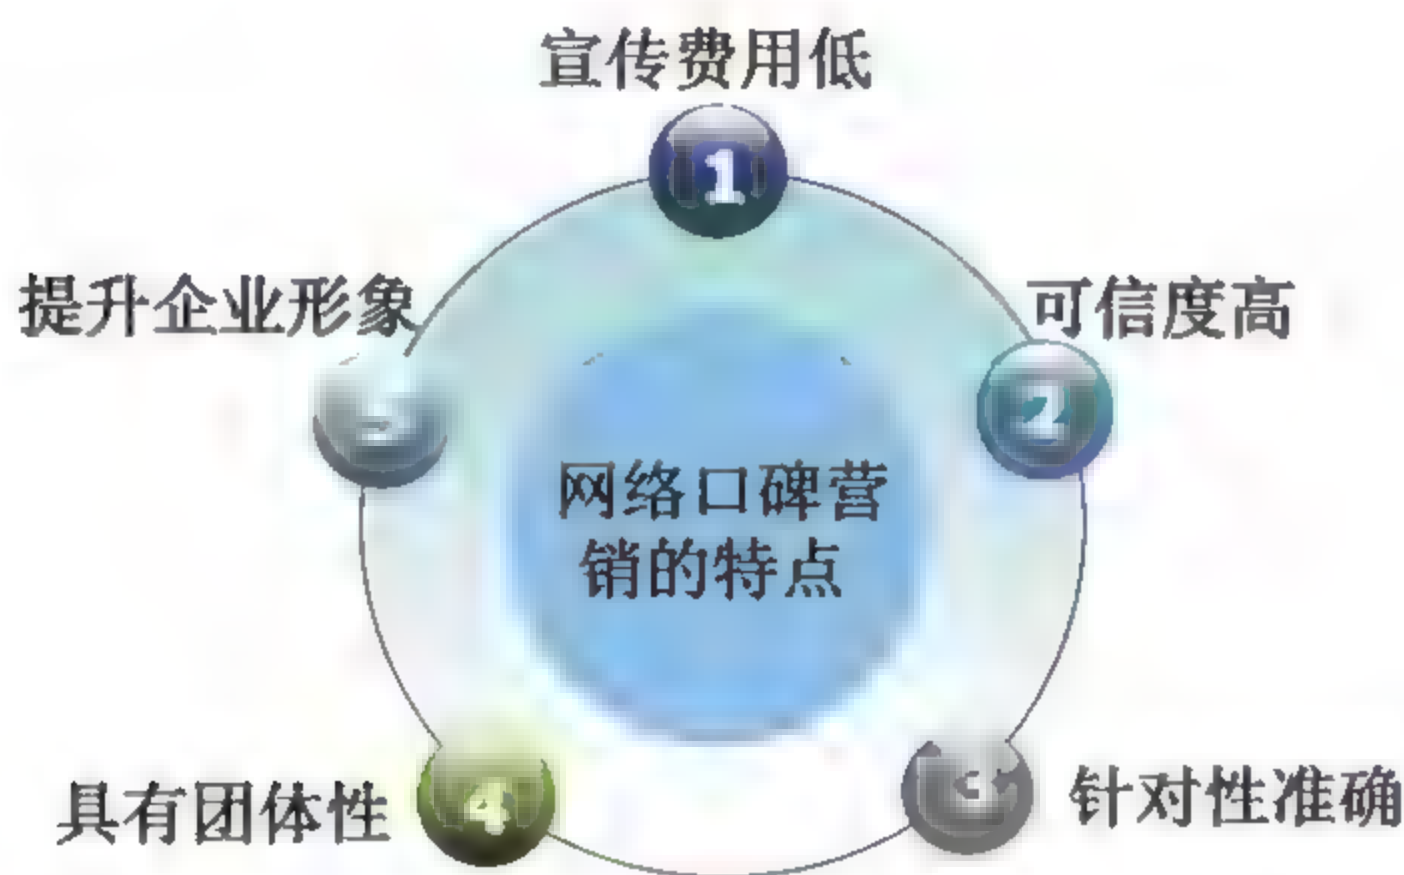 宣传费用低
1
提升企业形象
可信度高
2
网络口碑营
销的特点
具有团体性
4
针对性准确